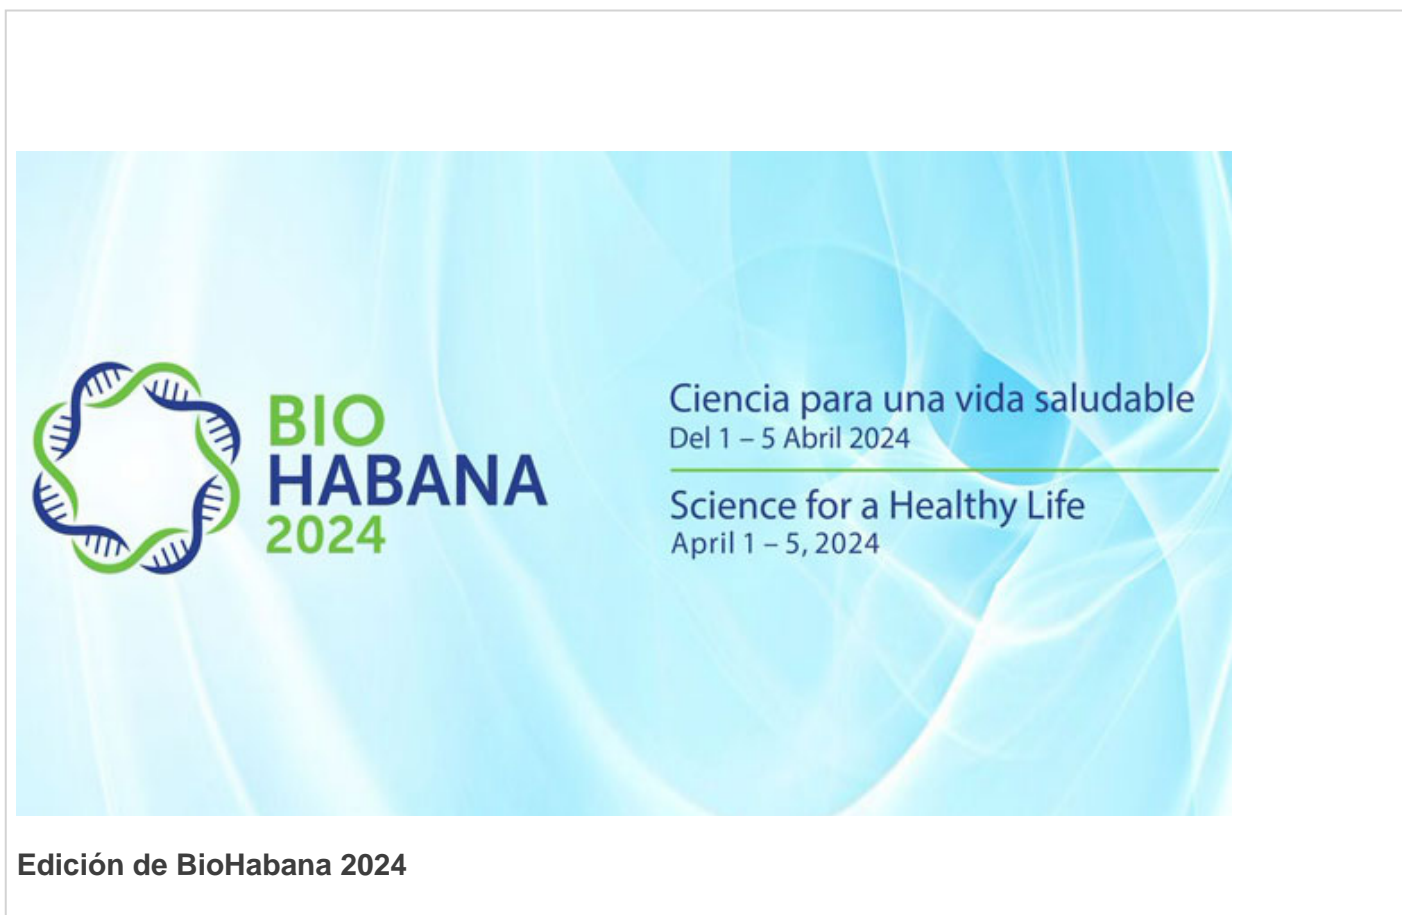 BIO
HABANA
2024
Ciencia para una vida saludable
Del 1 – 5 Abril 2024
Science for a Healthy Life
April 1 – 5, 2024
Edición de BioHabana 2024